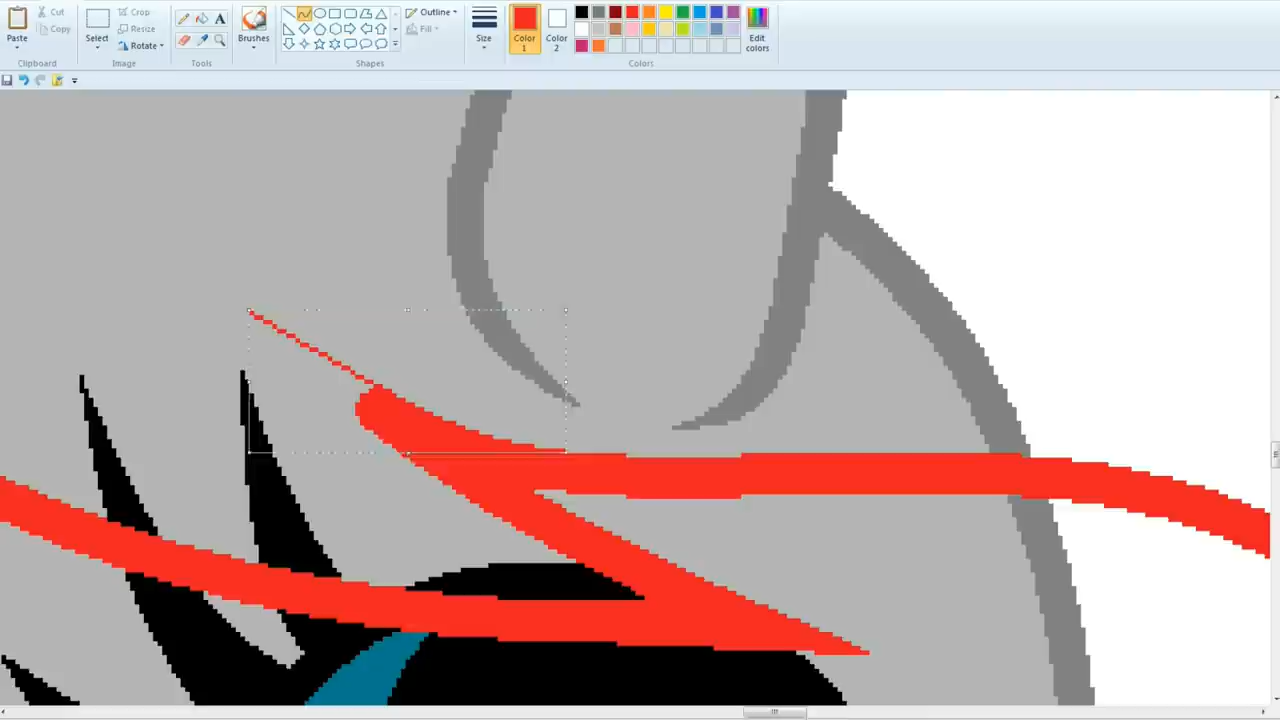 Paste
Cut
Copy
Clipboard
Select
Crop
Resize
Rotate
Image
A
Tools
Brushes
Outline
Fill
Shapes
Size
Color
1
Color
2
Edit
colors
Colors